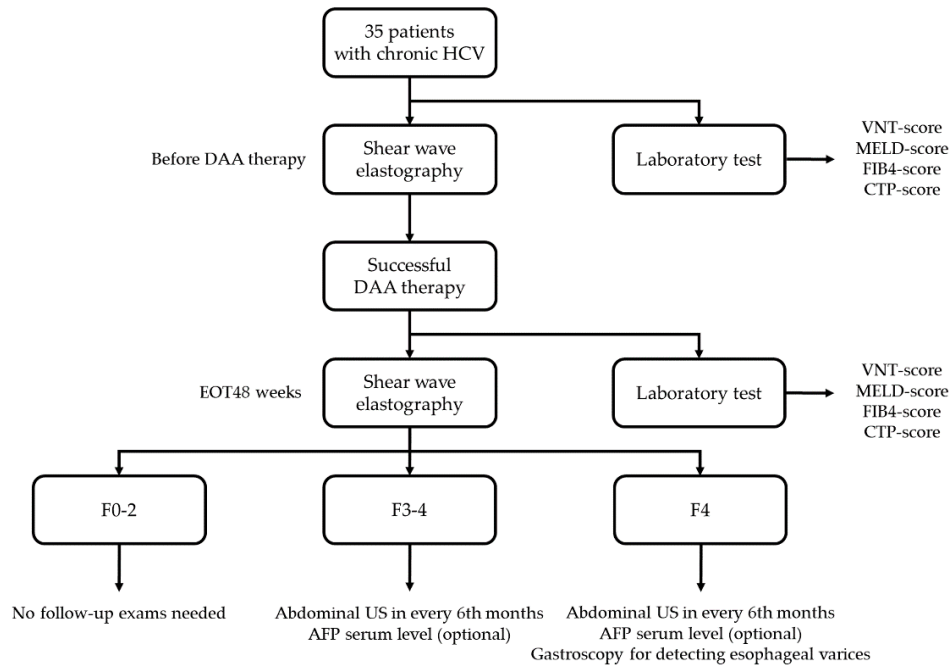 35 patients
with chronic HCV
Before DAA therapy
Shear wave
elastography
Laboratory test
VNT-score
MELD-score
FIB4-score
CTP-score
Successful
DAA therapy
EOT48 weeks
Shear wave
elastography
Laboratory test
VNT-score
MELD-score
FIB4-score
CTP-score
F0-2
F3-4
F4
No follow-up exams needed
Abdominal US in every 6th months
AFP serum level (optional)
Abdominal US in every 6th months
AFP serum level (optional)
Gastroscopy for detecting esophageal varices